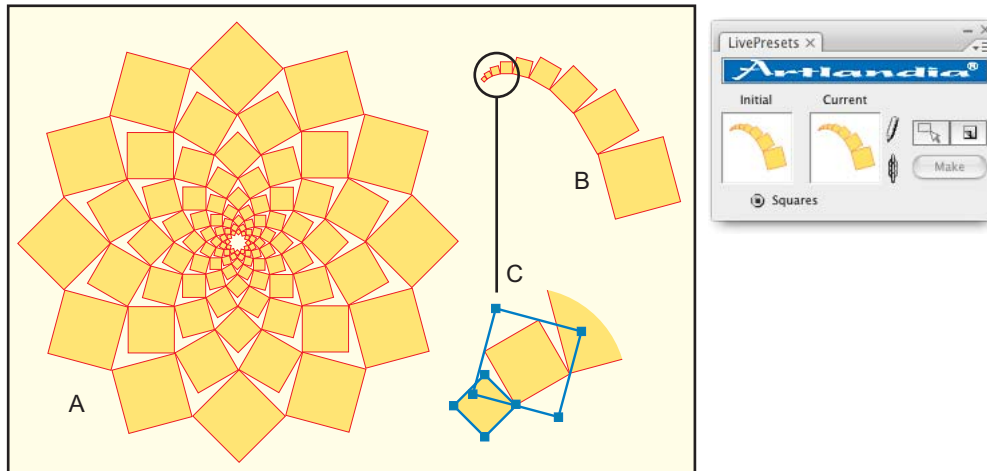 A
B
C
LivePresets
Artlandia®
Initial Current
Make
Squares